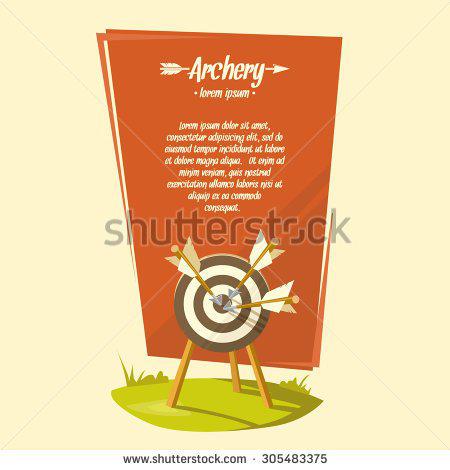 Archery
• lorem ipsum •
lorem ipsum dolor sit amet,
consectetur adipiscing elit, sed
do eiusmod tempor incididunt
ut labore et dolore magna
aliqua. Ut enim ad minim
veniam, quis nostrud
exercitation ullamco laboris nisi ut
aliquip ex ea commodo
consequat.
shutterstock
www.shutterstock.com • 305483375